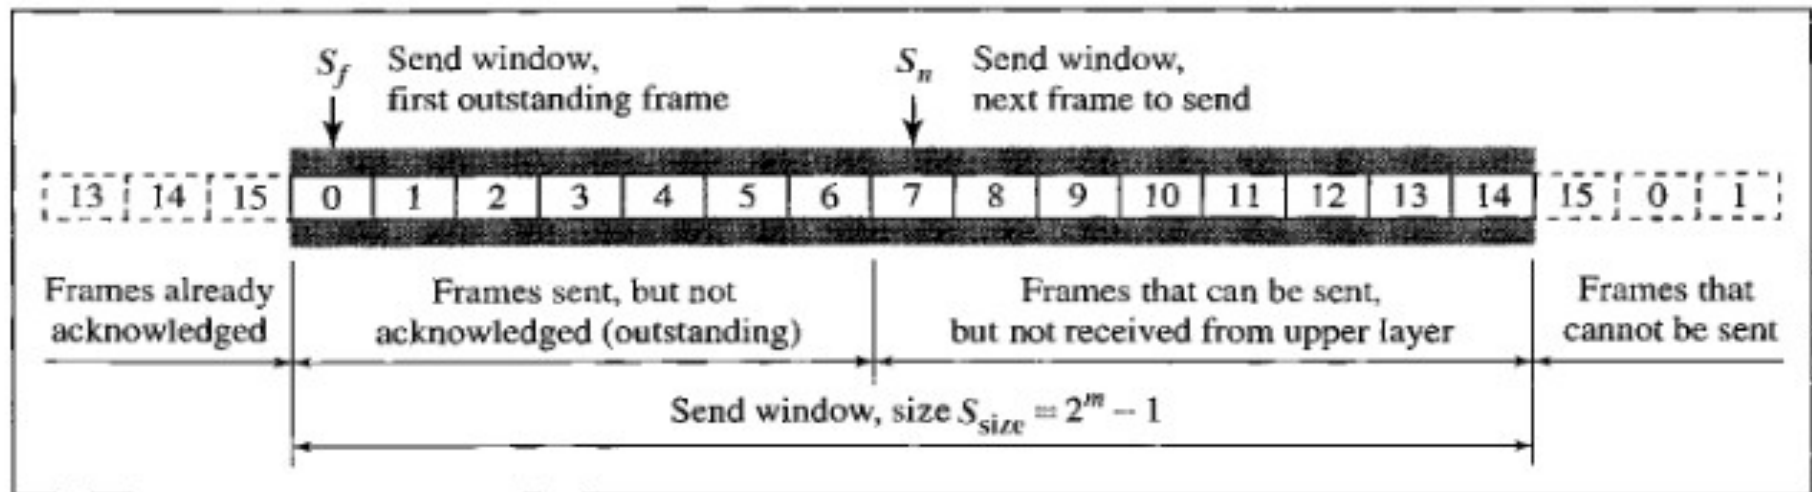 S_f Send window, first outstanding frame
S_n Send window, next frame to send
13 14 15 0 1 2 3 4 5 6 7 8 9 10 11 12 13 14 15 0 1
Frames already acknowledged
Frames sent, but not acknowledged (outstanding)
Frames that can be sent, but not received from upper layer
Frames that cannot be sent
Send window, size S_size = 2^m − 1